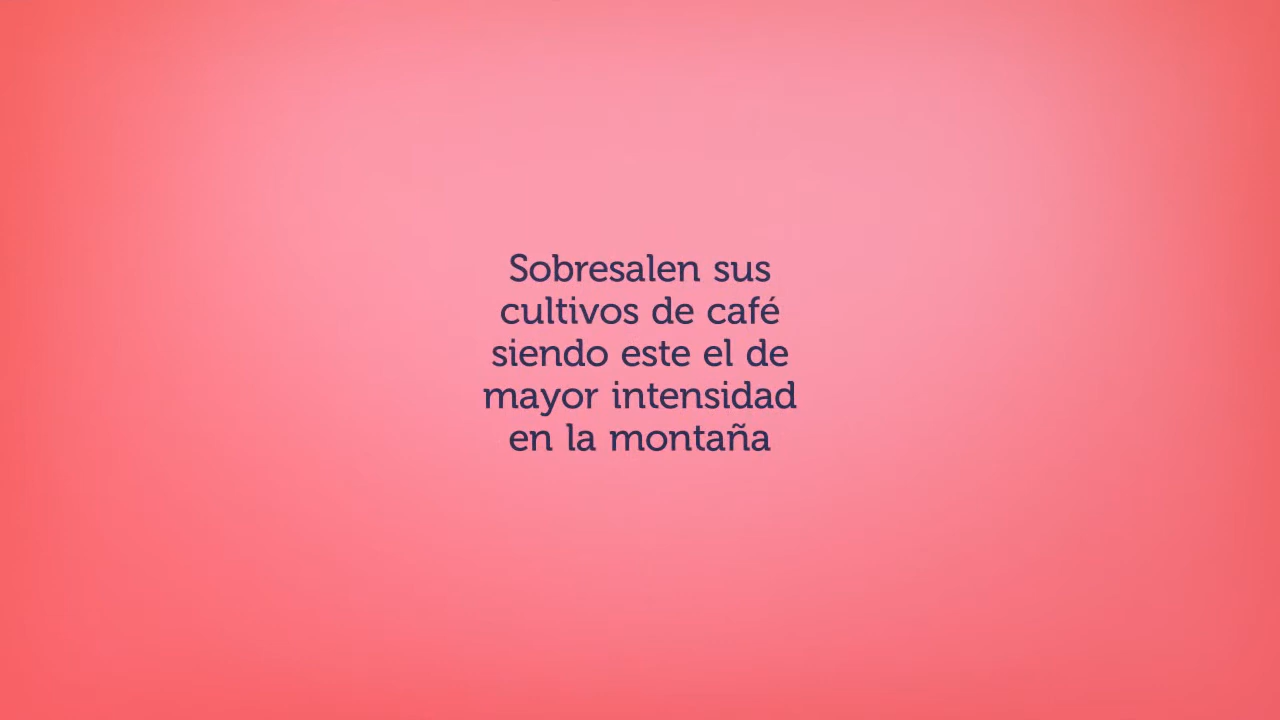 Sobresalen sus
cultivos de café
siendo este el de
mayor intensidad
en la montaña